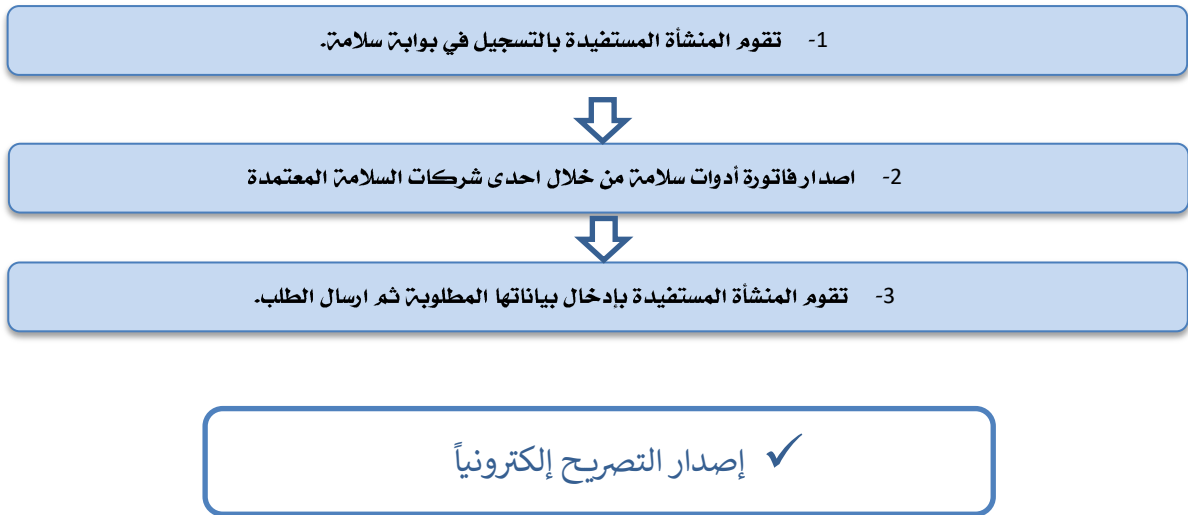 1- تقوم المنشأة المستفيدة بالتسجيل في بوابة سلامة.
2- اصدار فاتورة أدوات سلامة من خلال احدى شركات السلامة المعتمدة
3- تقوم المنشأة المستفيدة بإدخال بياناتها المطلوبة ثم ارسال الطلب.
✓ إصدار التصريح إلكترونياً